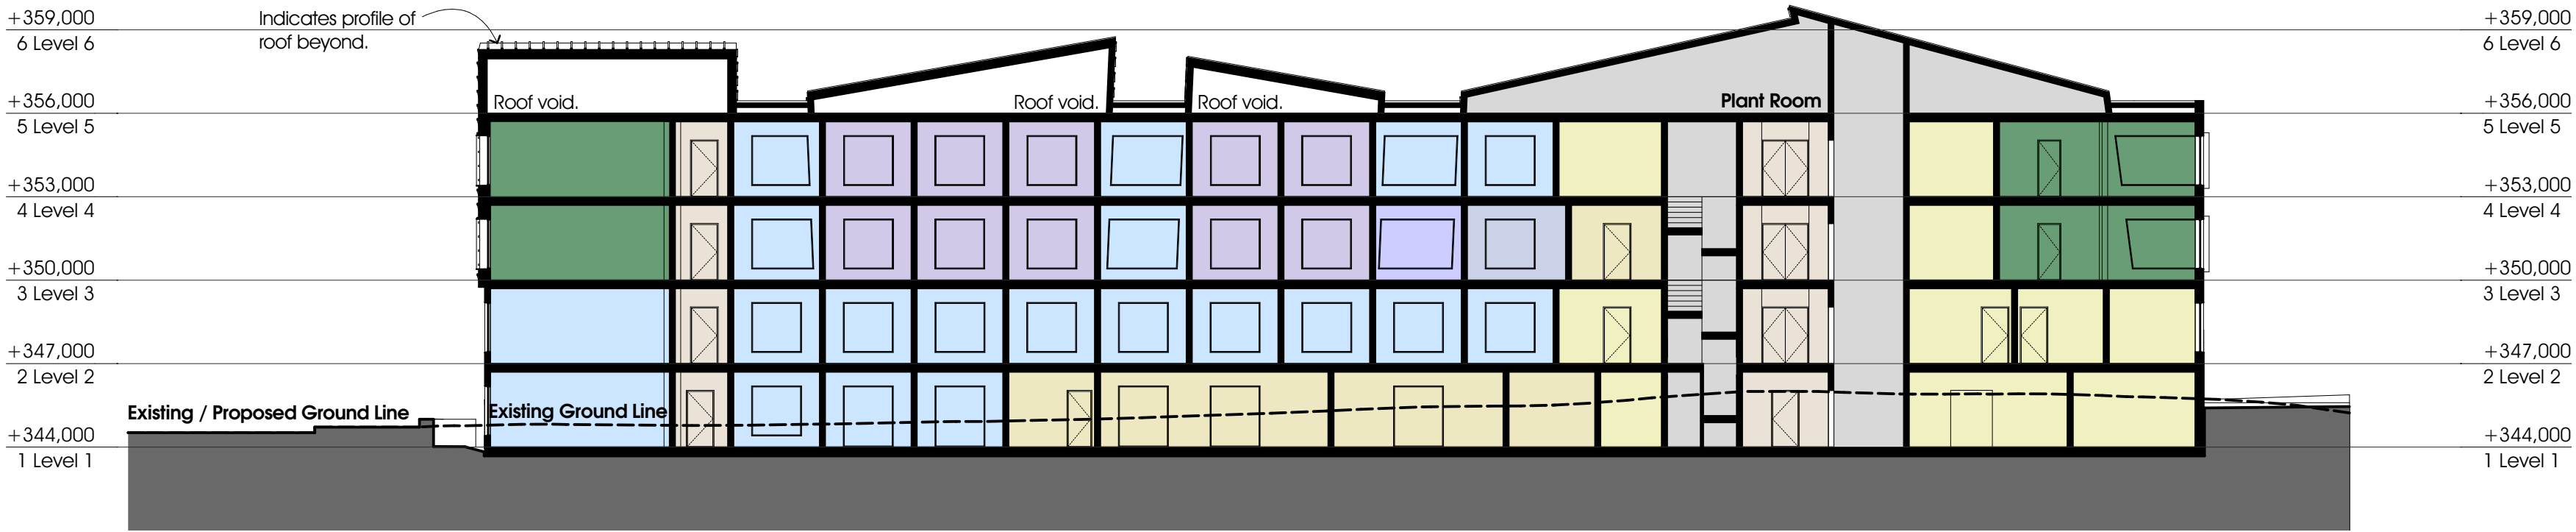 +359,000
6 Level 6
Indicates profile of
roof beyond.
+359,000
6 Level 6
+356,000
5 Level 5
Roof void.
Roof void.
Roof void.
Plant Room
+356,000
5 Level 5
+353,000
4 Level 4
+353,000
4 Level 4
+350,000
3 Level 3
+350,000
3 Level 3
+347,000
2 Level 2
+347,000
2 Level 2
Existing / Proposed Ground Line
Existing Ground Line
+344,000
1 Level 1
+344,000
1 Level 1